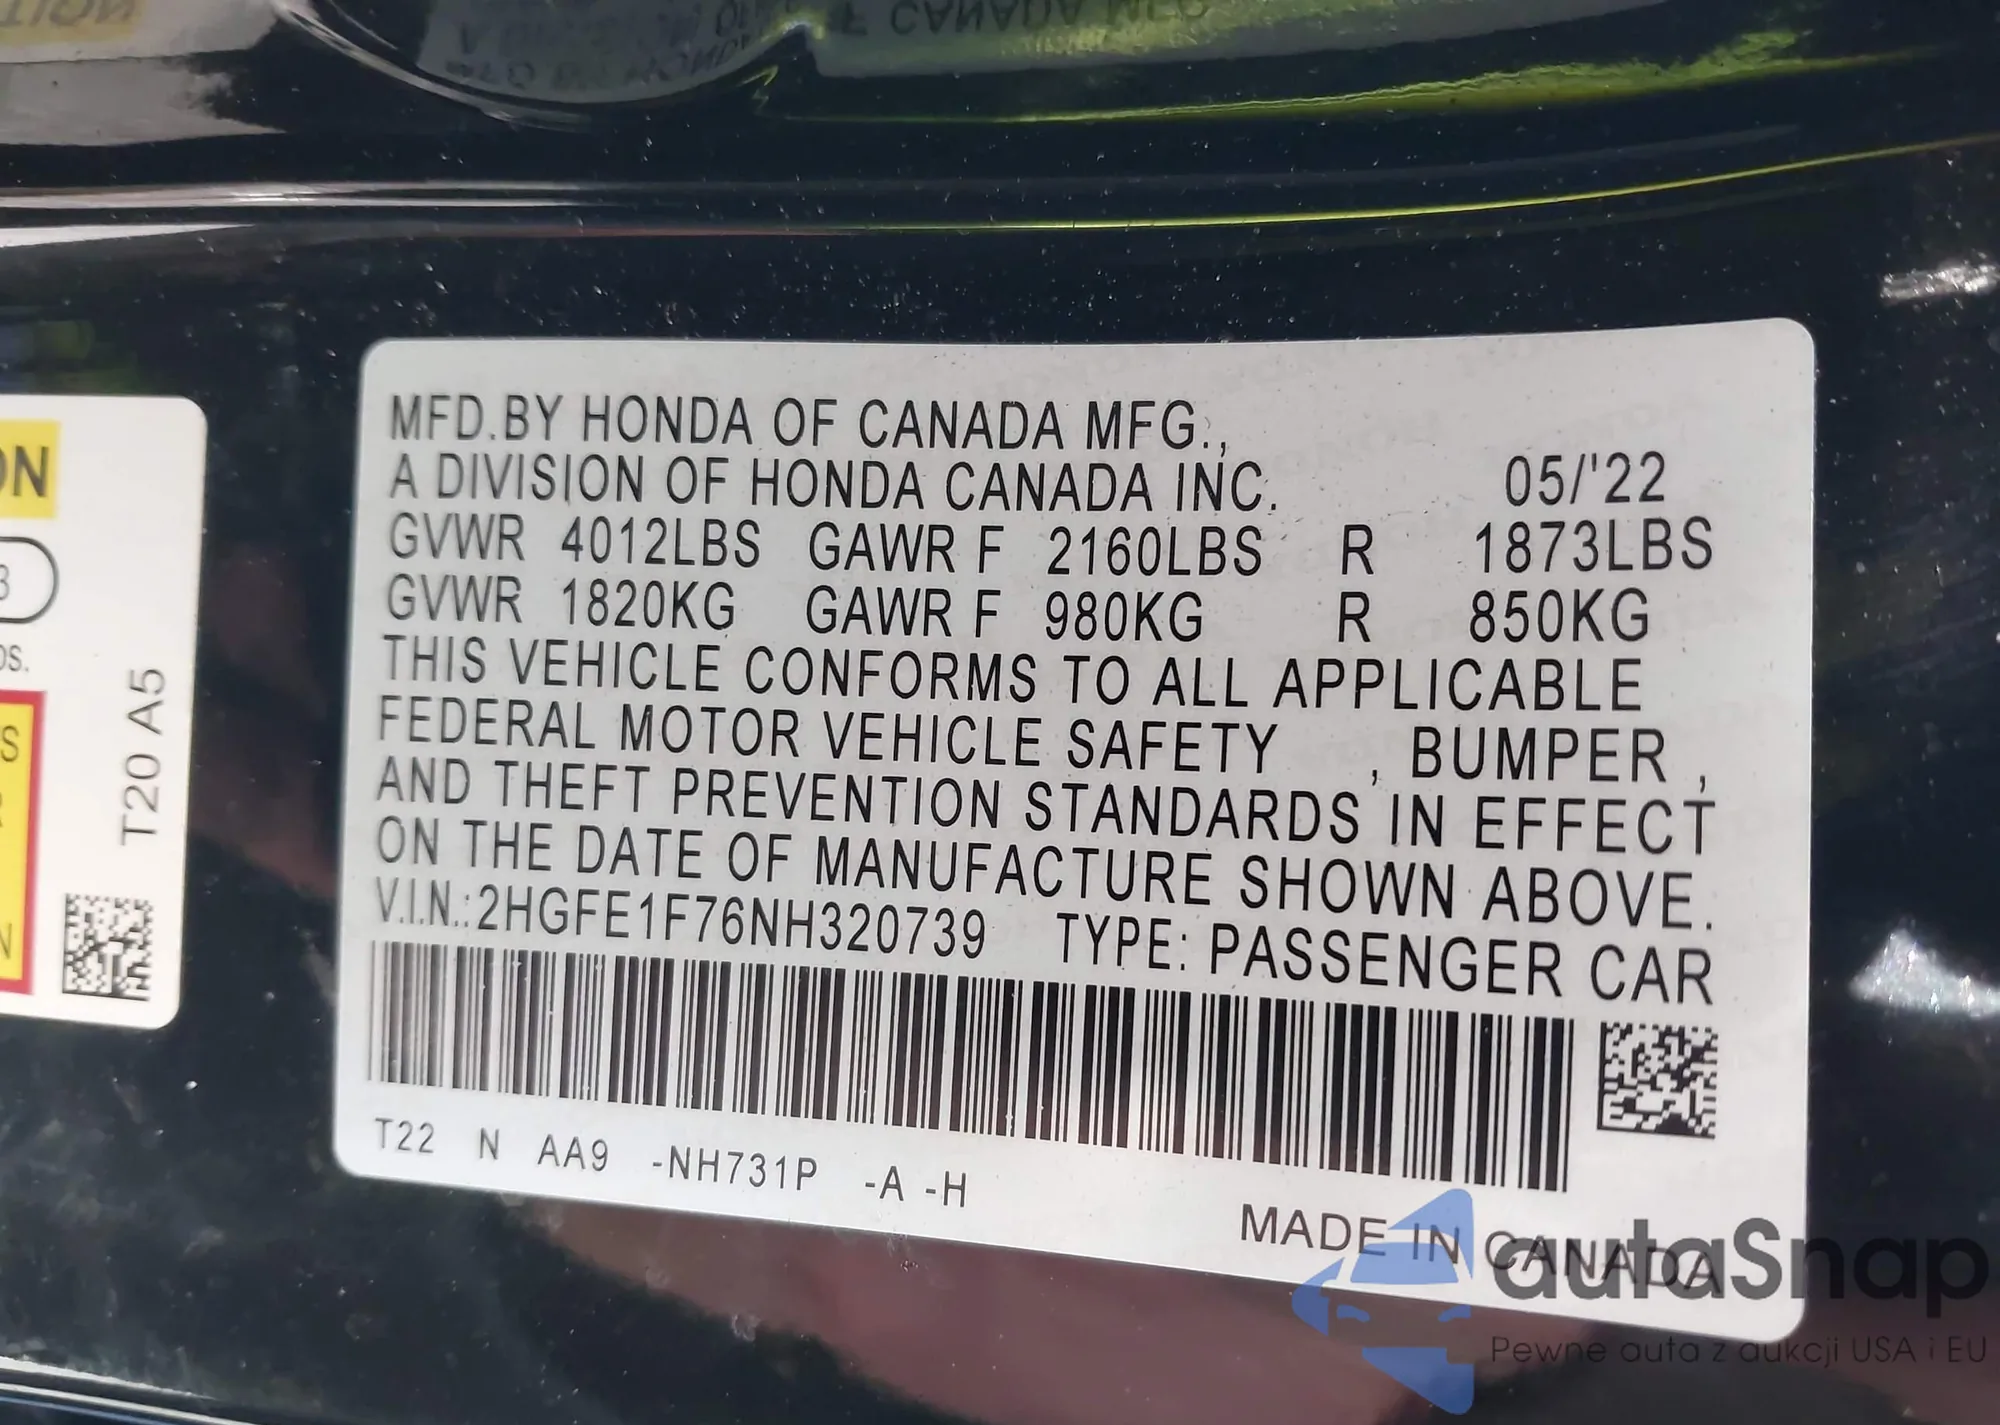 MFD.BY HONDA OF CANADA MFG.,
A DIVISION OF HONDA CANADA INC. 05/'22
GVWR 4012LBS GAWR F 2160LBS R 1873LBS
GVWR 1820KG GAWR F 980KG R 850KG
THIS VEHICLE CONFORMS TO ALL APPLICABLE
FEDERAL MOTOR VEHICLE SAFETY , BUMPER ,
AND THEFT PREVENTION STANDARDS IN EFFECT
ON THE DATE OF MANUFACTURE SHOWN ABOVE.
V.I.N.:2HGFE1F76NH320739 TYPE: PASSENGER CAR
T22 N AA9 -NH731P -A -H
MADE IN CANADA
T20 A5
autaSnap
Pewne auta z aukcji USA i EU